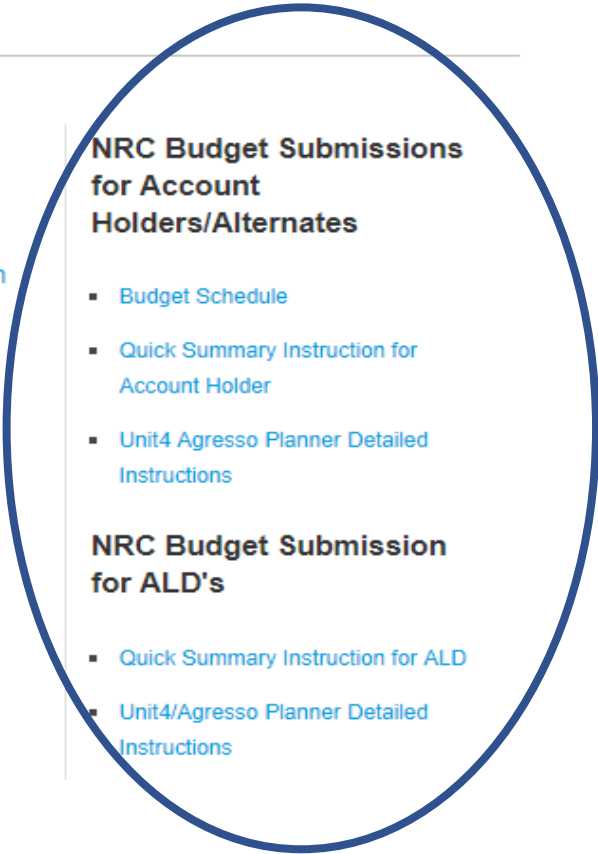 NRC Budget Submissions
for Account
Holders/Alternates
n
Budget Schedule
Quick Summary Instruction for
Account Holder
Unit4 Agresso Planner Detailed
Instructions
NRC Budget Submission
for ALD's
Quick Summary Instruction for ALD
Unit4/Agresso Planner Detailed
Instructions